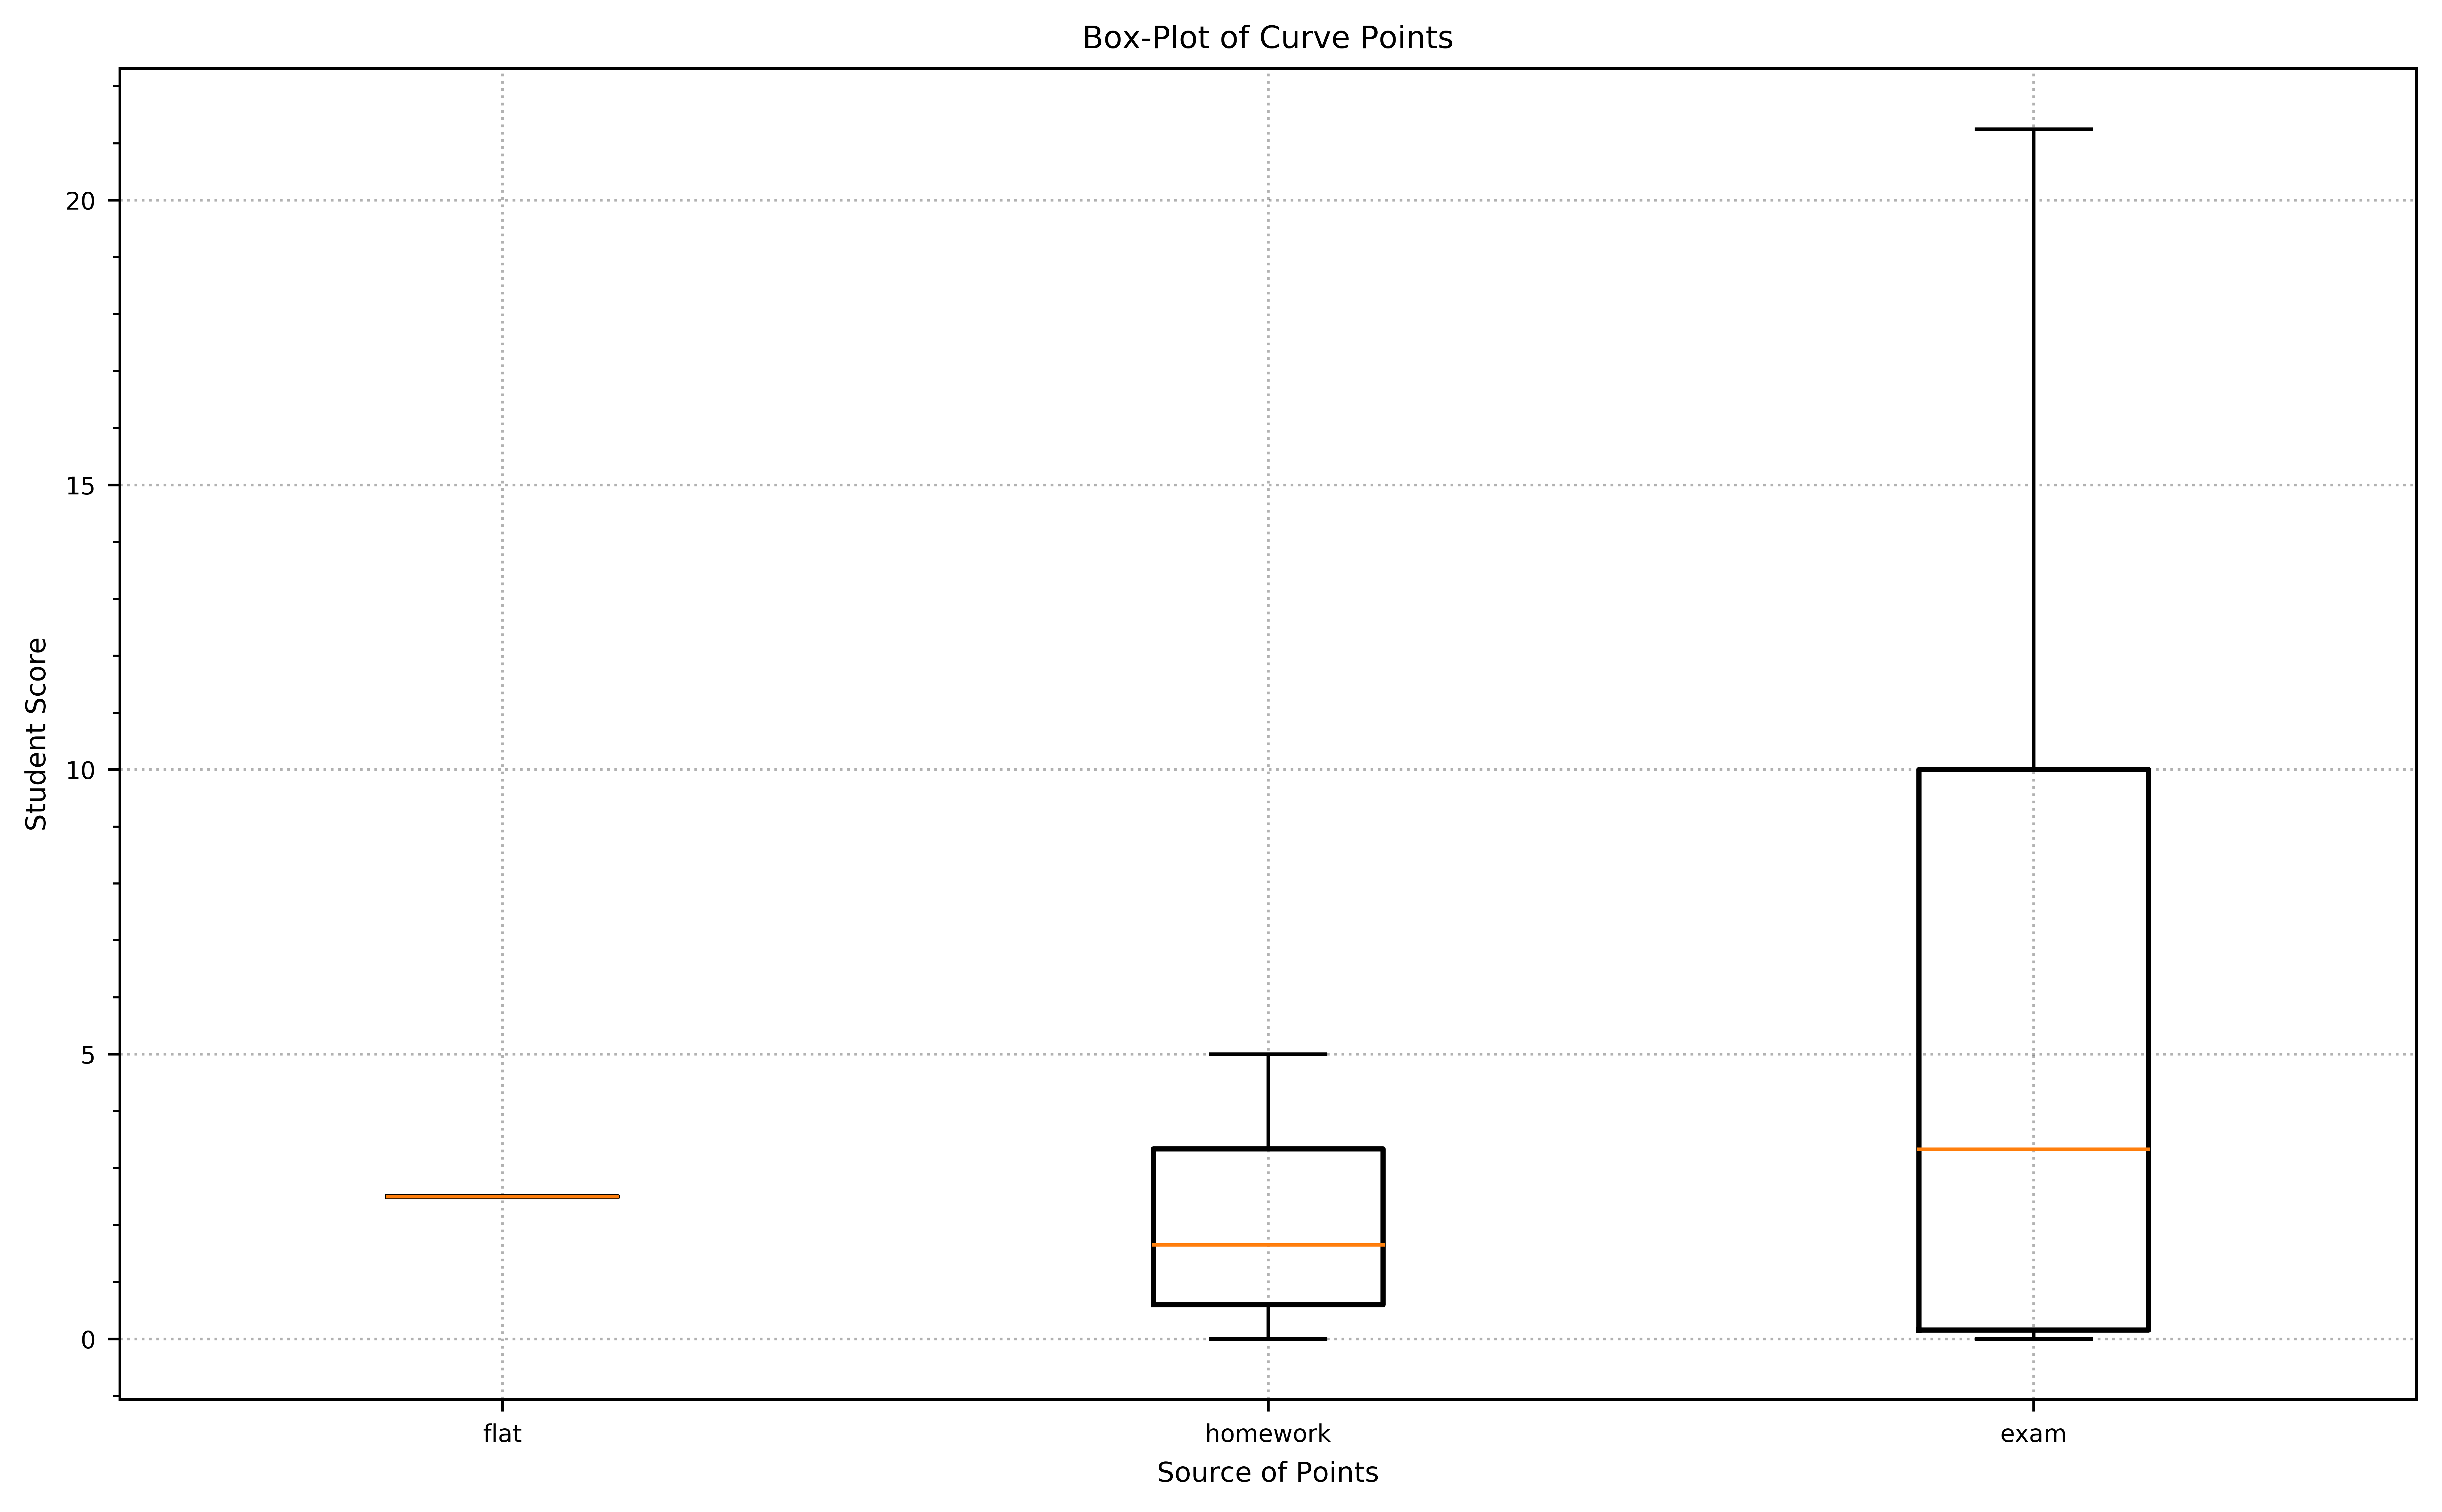 Box-Plot of Curve Points
Student Score
20
15
10
5
0
flat
homework
exam
Source of Points